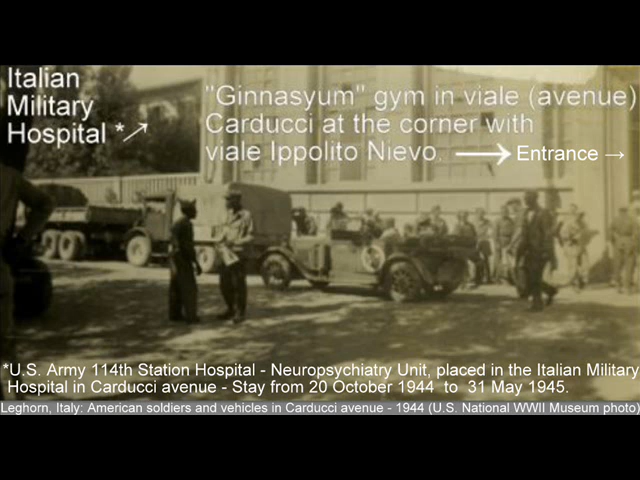 Italian
Military
Hospital *
"Ginnasyum" gym in viale (avenue)
Carducci at the corner with
viale Ippolito Nievo. → Entrance →
*U.S. Army 114th Station Hospital - Neuropsychiatry Unit, placed in the Italian Military
Hospital in Carducci avenue - Stay from 20 October 1944 to 31 May 1945.
Leghorn, Italy: American soldiers and vehicles in Carducci avenue - 1944 (U.S. National WWII Museum photo)